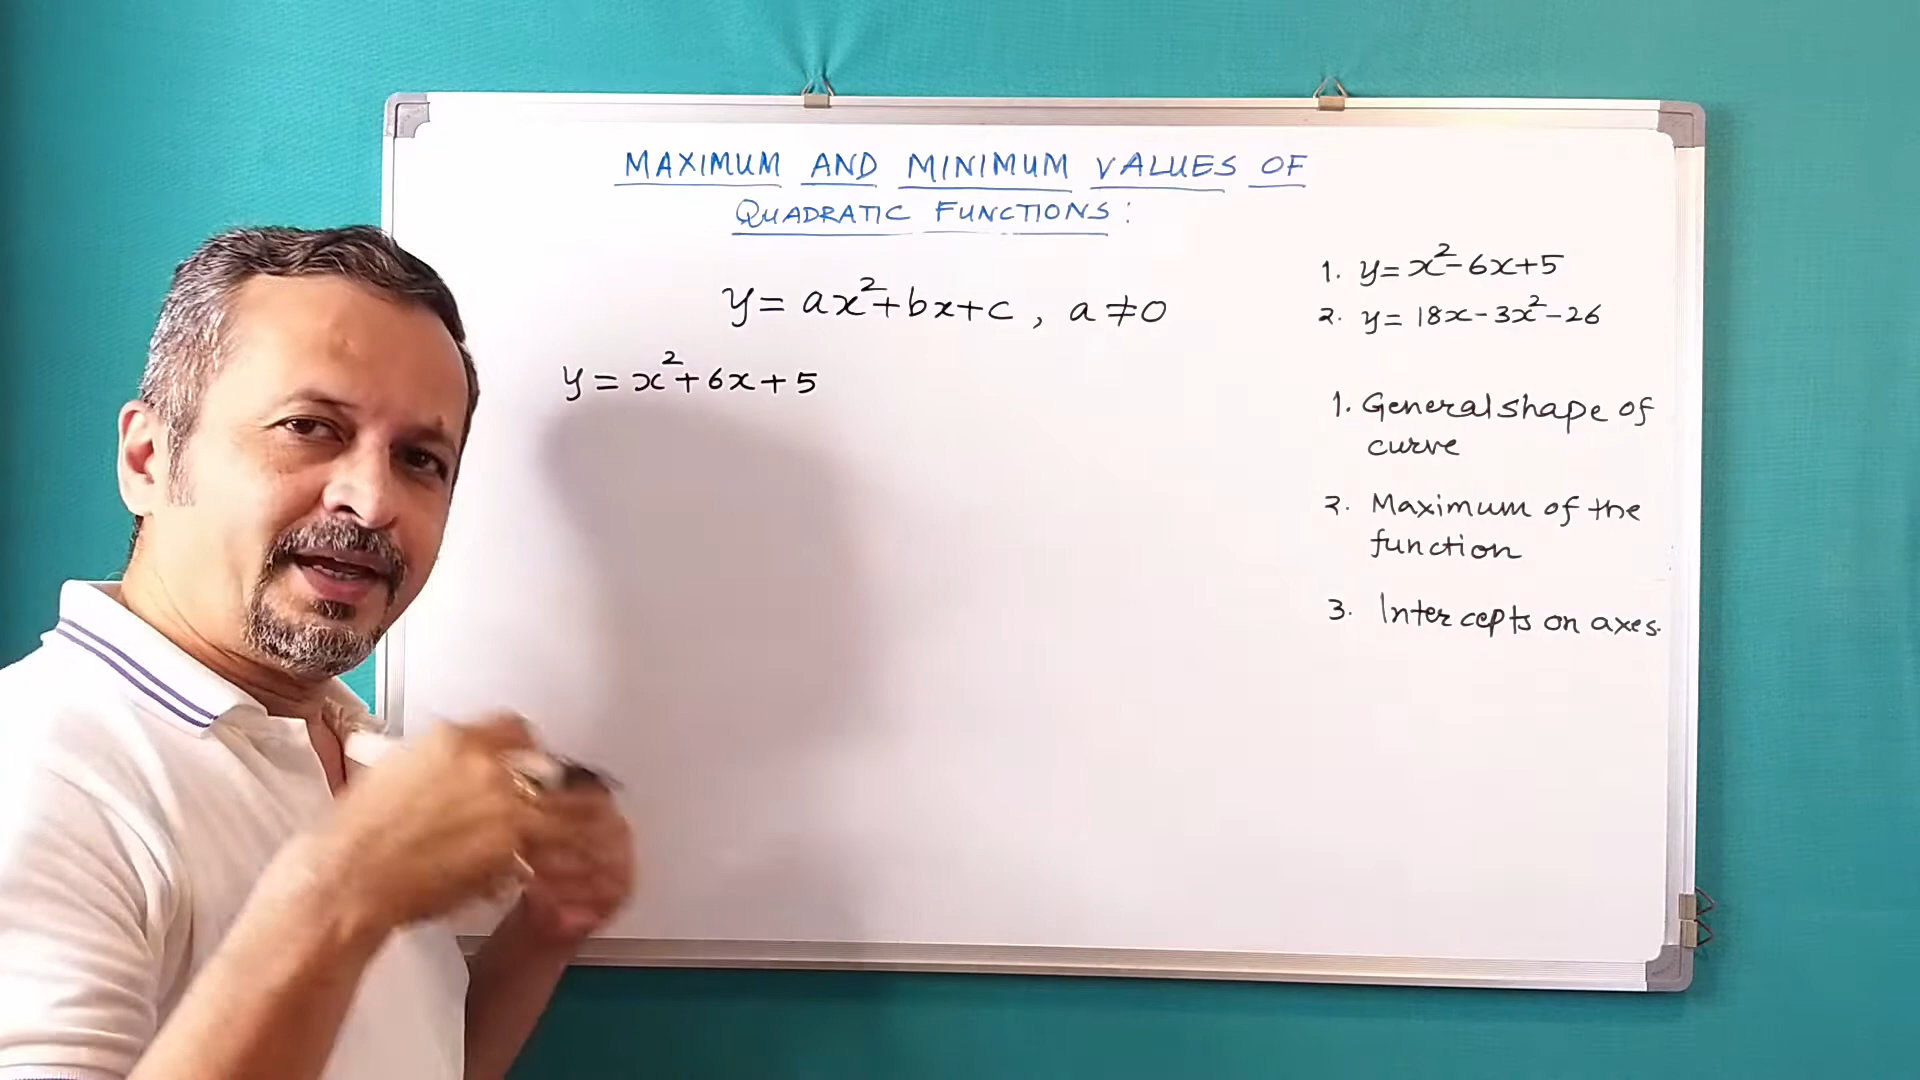 MAXIMUM AND MINIMUM VALUES OF
QUADRATIC FUNCTIONS:
y = ax²+bx+c, a≠0
y = x²+6x+5
1. y=x²-6x+5
2. y=18x-3x²-26
1. General shape of
curve
2. Maximum of the
function
3. Intercepts on axes.